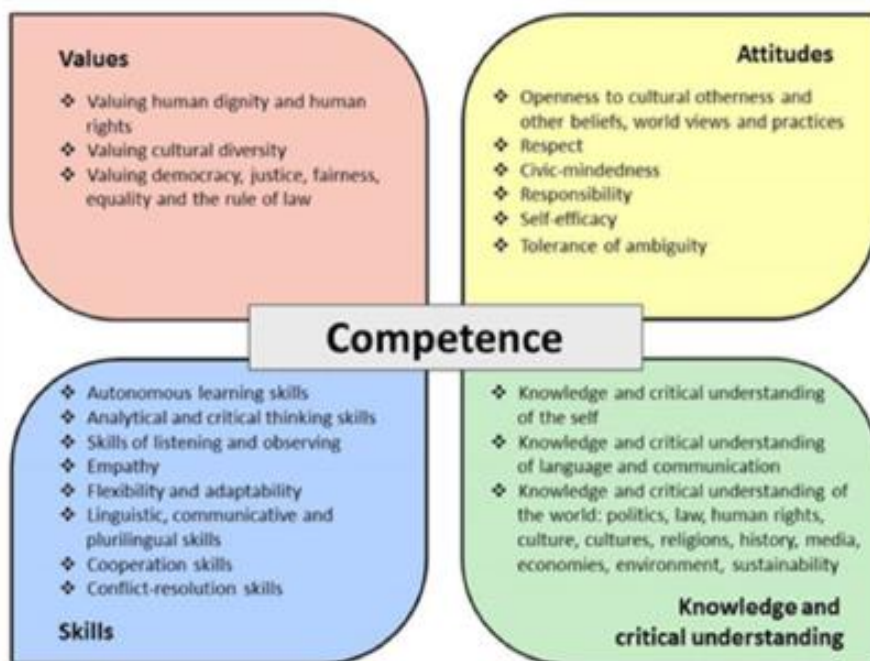 Values
❖ Valuing human dignity and human
rights
❖ Valuing cultural diversity
❖ Valuing democracy, justice, fairness,
equality and the rule of law
Attitudes
❖ Openness to cultural otherness and
other beliefs, world views and practices
❖ Respect
❖ Civic-mindedness
❖ Responsibility
❖ Self-efficacy
❖ Tolerance of ambiguity
Competence
❖ Autonomous learning skills
❖ Analytical and critical thinking skills
❖ Skills of listening and observing
❖ Empathy
❖ Flexibility and adaptability
❖ Linguistic, communicative and
plurilingual skills
❖ Cooperation skills
❖ Conflict-resolution skills
Skills
❖ Knowledge and critical understanding
of the self
❖ Knowledge and critical understanding
of language and communication
❖ Knowledge and critical understanding of
the world: politics, law, human rights,
culture, cultures, religions, history, media,
economies, environment, sustainability
Knowledge and
critical understanding